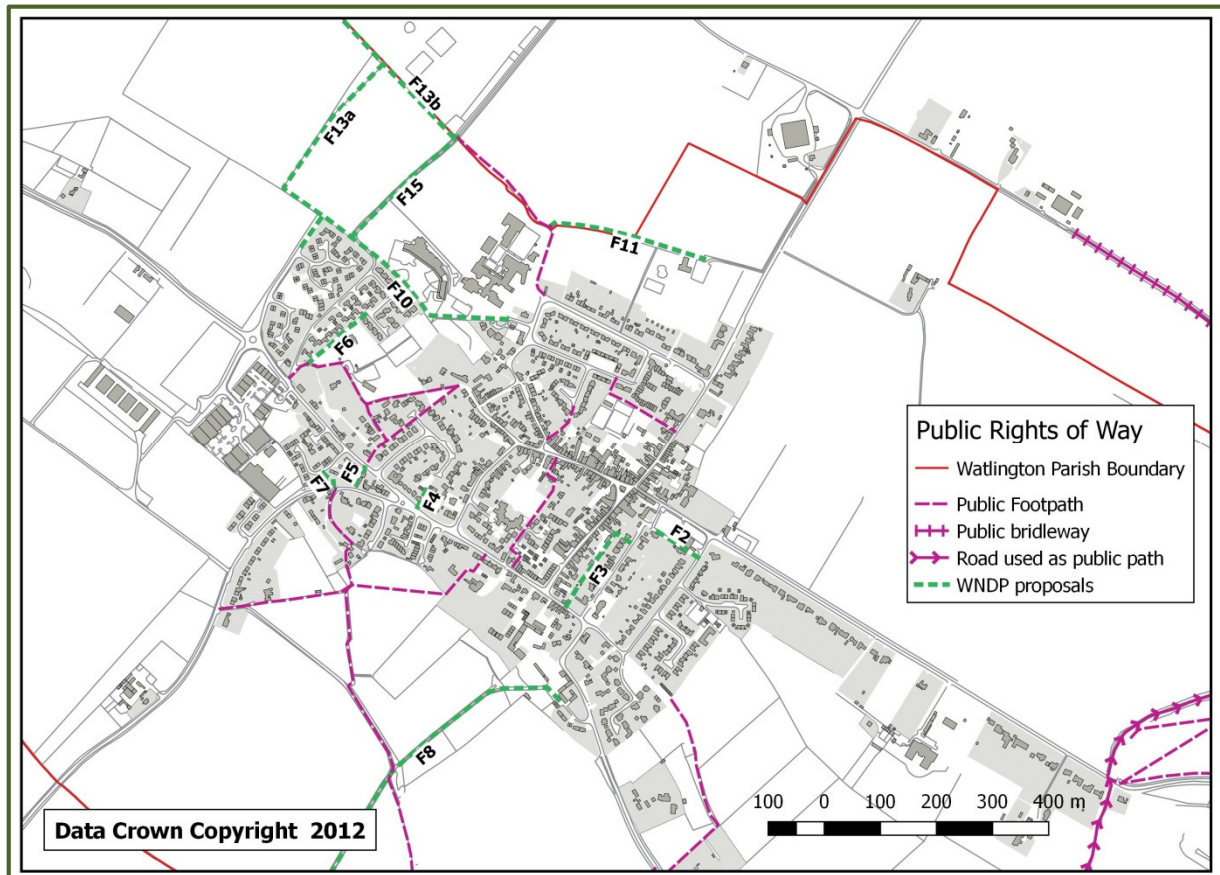 F13b
F13a
F15
F11
F10
F6
F5
F7
F4
F2
F3
F8
Public Rights of Way
Watlington Parish Boundary
Public Footpath
Public bridleway
Road used as public path
WNDP proposals
100 0 100 200 300 400 m
Data Crown Copyright 2012